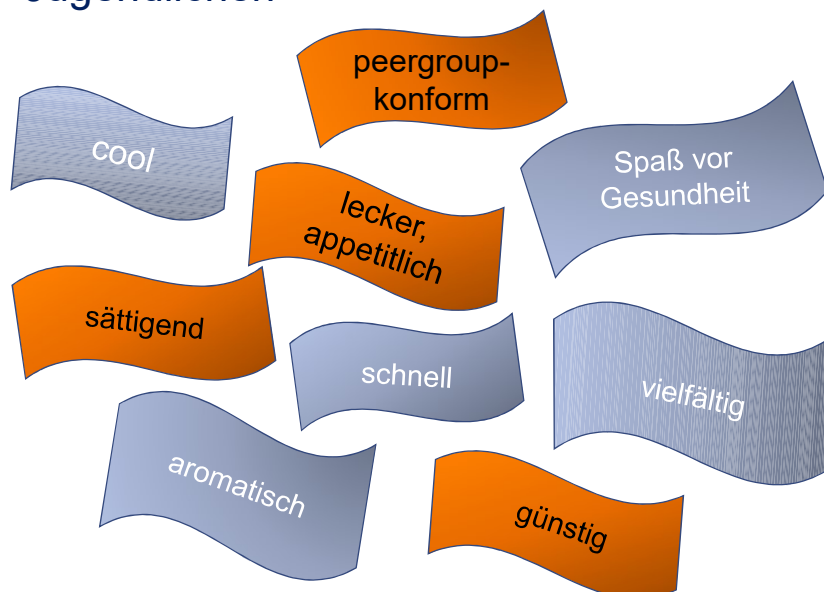 peergroup-
konform
cool
Spaß vor
Gesundheit
lecker,
appetitlich
sättigend
schnell
vielfältig
aromatisch
günstig